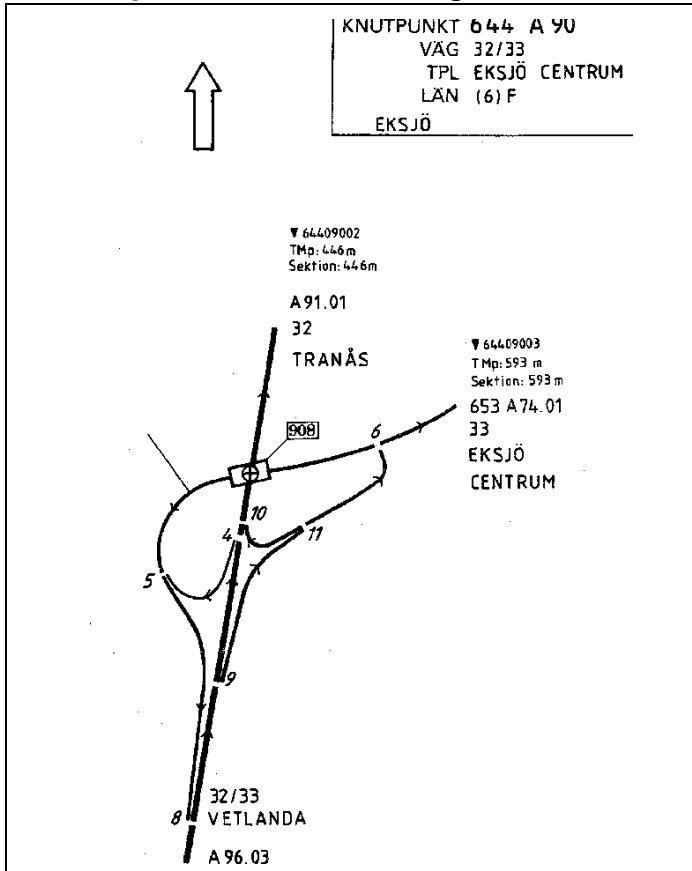 KNUTPUNKT 644 A 90
VÄG 32/33
TPL EKSJÖ CENTRUM
LÄN (6) F
EKSJÖ
▼ 64409002
TMp: 446m
Sektion: 446m
A 91.01
32
TRANÅS
▼ 64409003
TMp: 593 m
Sektion: 593 m
653 A 74.01
33
EKSJÖ
CENTRUM
908
6
10
4
11
5
9
32/33
8 VETLANDA
A 96.03